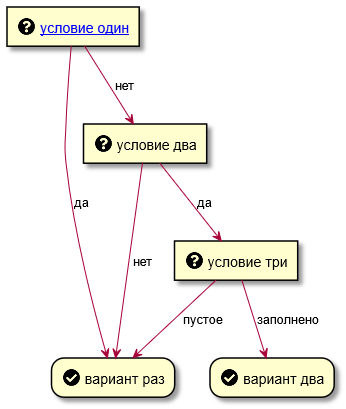 условие один
нет
условие два
да
да
нет
условие три
пустое
заполнено
вариант раз
вариант два